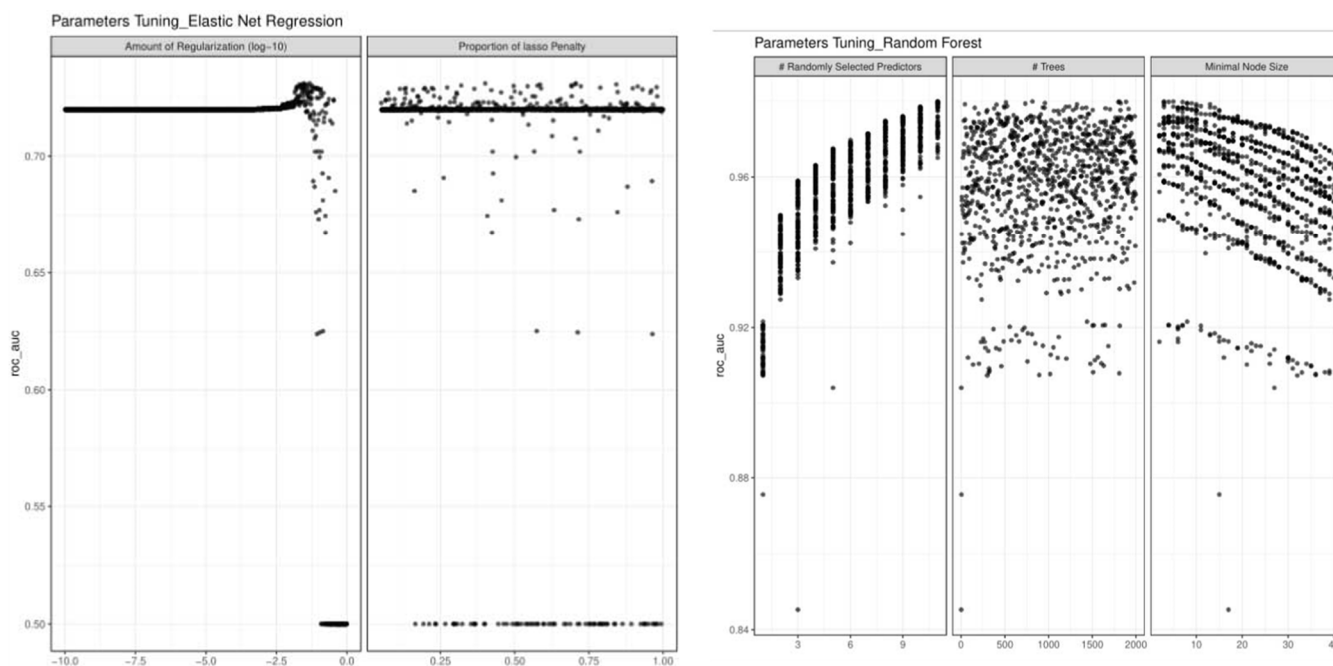 Parameters Tuning_Elastic Net Regression
Amount of Regularization (log−10)
Proportion of lasso Penalty
roc_auc
0.70
0.65
0.60
0.55
0.50
−10.0 −7.5 −5.0 −2.5 0.0
0.25 0.50 0.75 1.00
Parameters Tuning_Random Forest
# Randomly Selected Predictors
# Trees
Minimal Node Size
roc_auc
0.96
0.92
0.88
0.84
3 6 9
0 500 1000 1500 2000
10 20 30